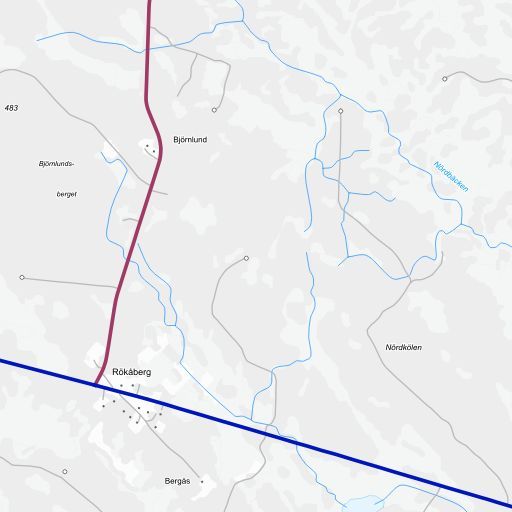 483
Björnlund
Björnlunds-
berget
Nördbäcken
Nördkölen
Rökåberg
Bergås